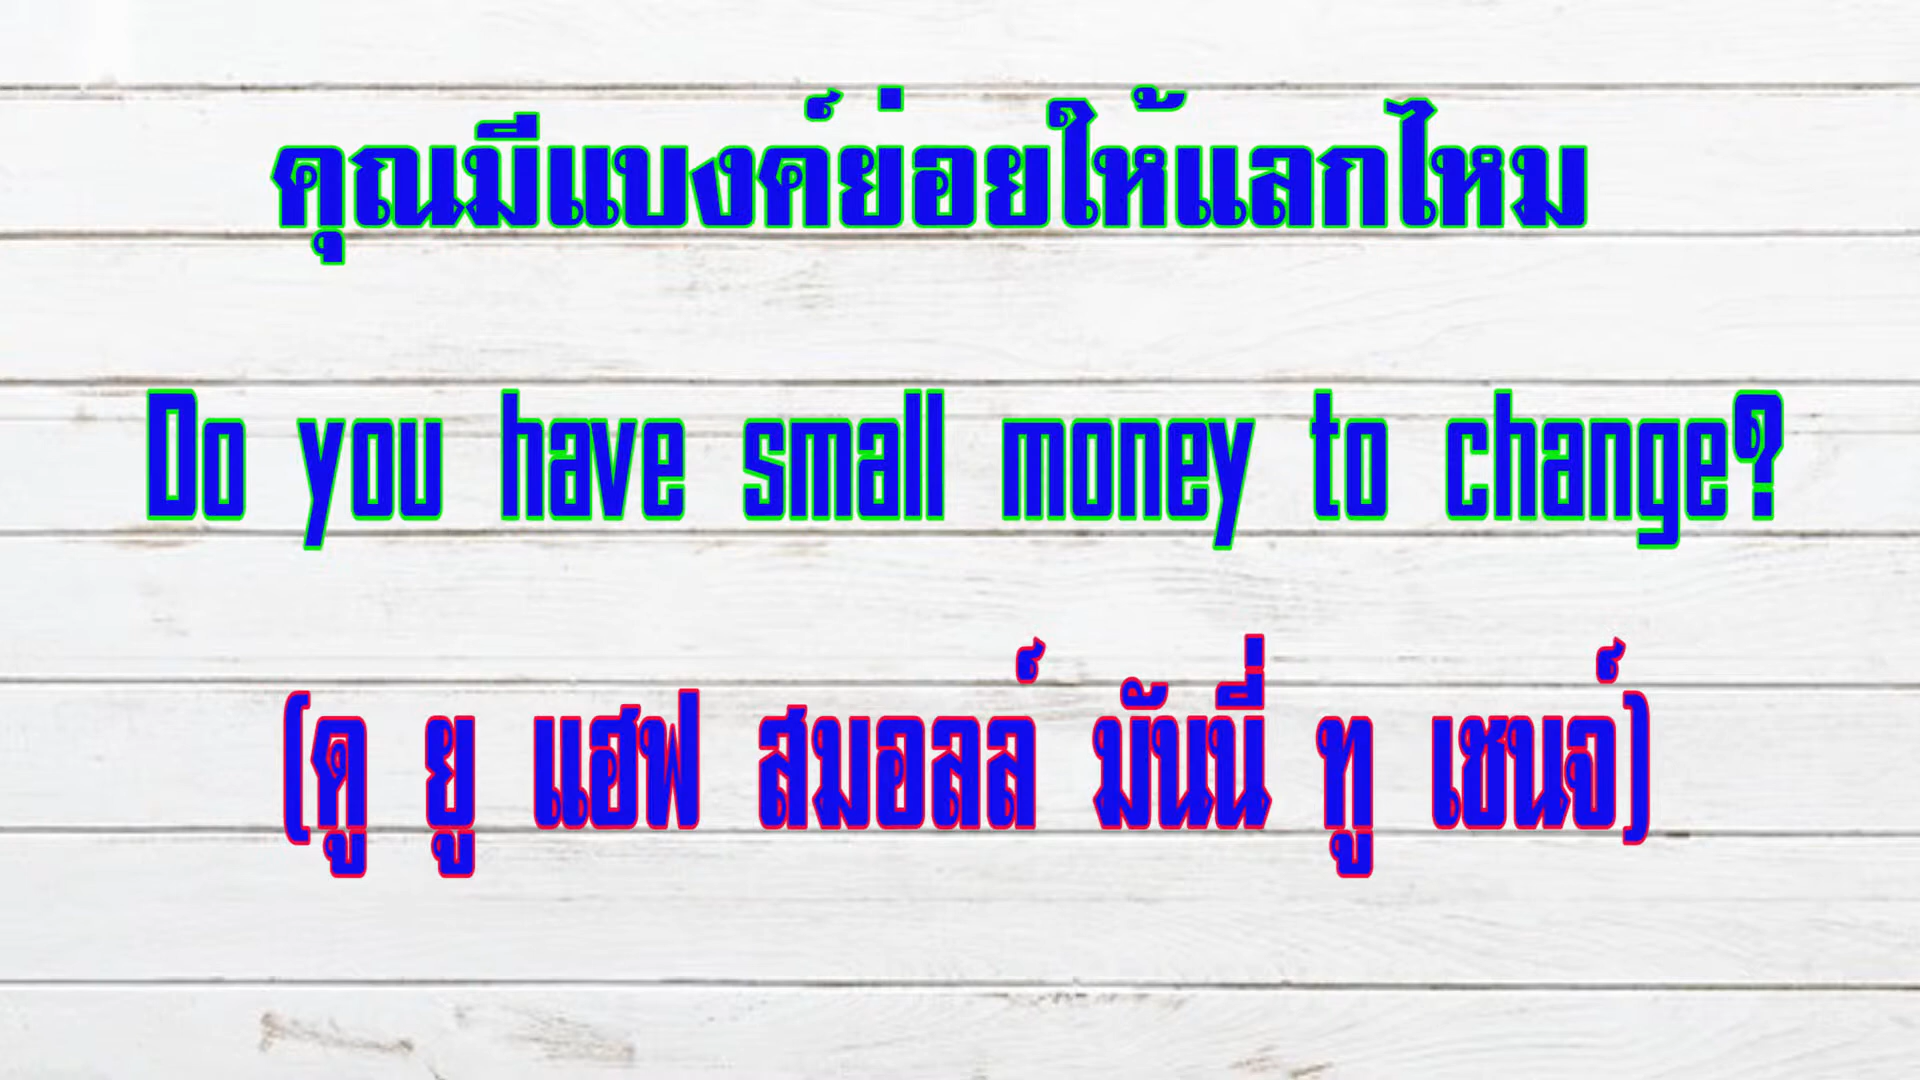 คุณมีแบงค์ย่อยให้แลกไหม
Do you have small money to change?
(ดู ยู แฮฟ สมอลล์ มันนี่ ทู เชนจ์)